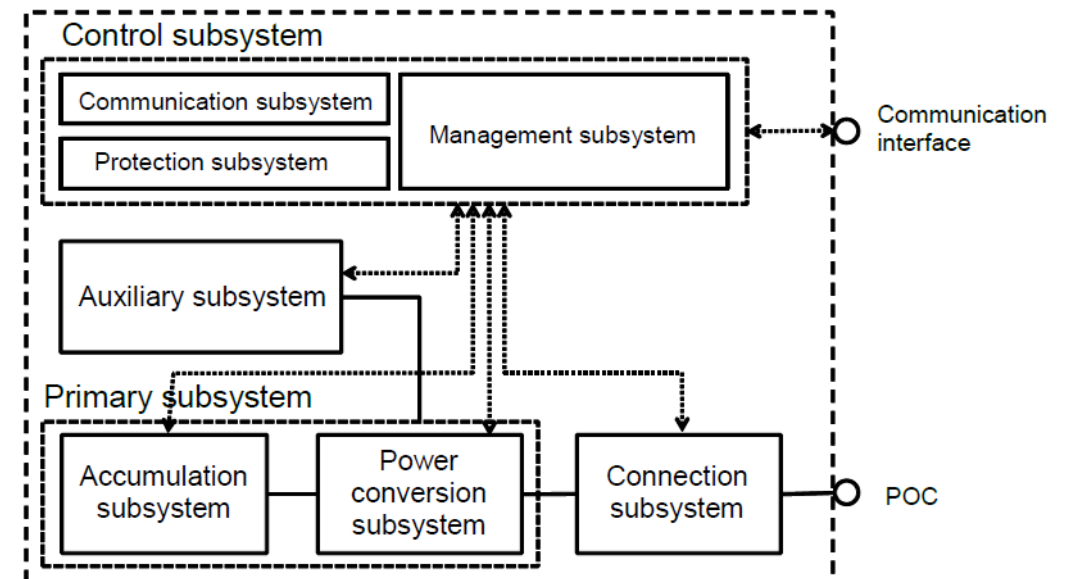 Control subsystem
Communication subsystem
Protection subsystem
Management subsystem
Communication
interface
Auxiliary subsystem
Primary subsystem
Accumulation
subsystem
Power
conversion
subsystem
Connection
subsystem
POC